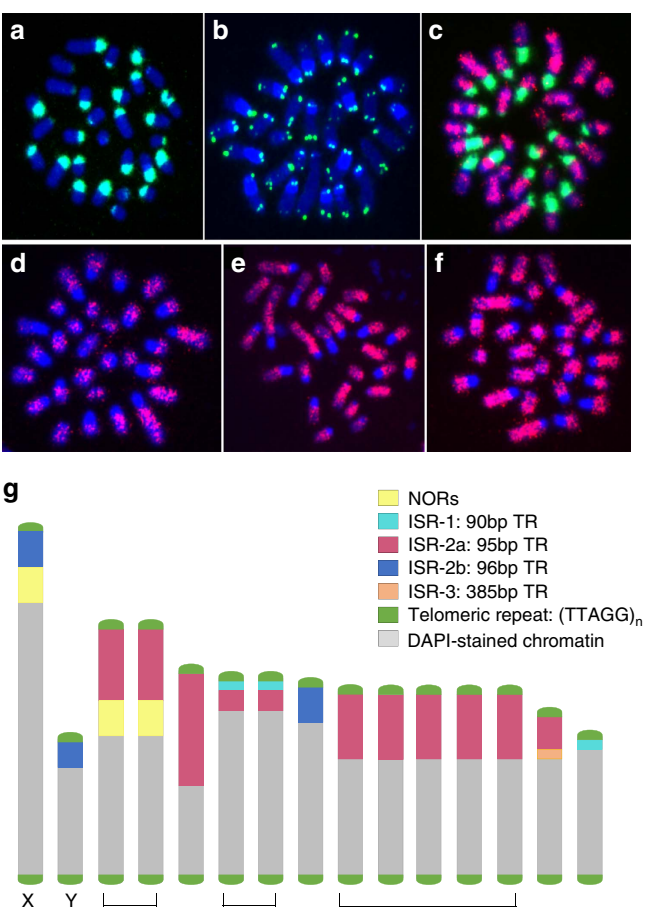 a
b
c
d
e
f
g
NORs
ISR-1: 90bp TR
ISR-2a: 95bp TR
ISR-2b: 96bp TR
ISR-3: 385bp TR
Telomeric repeat: (TTAGG)n
DAPI-stained chromatin
X Y